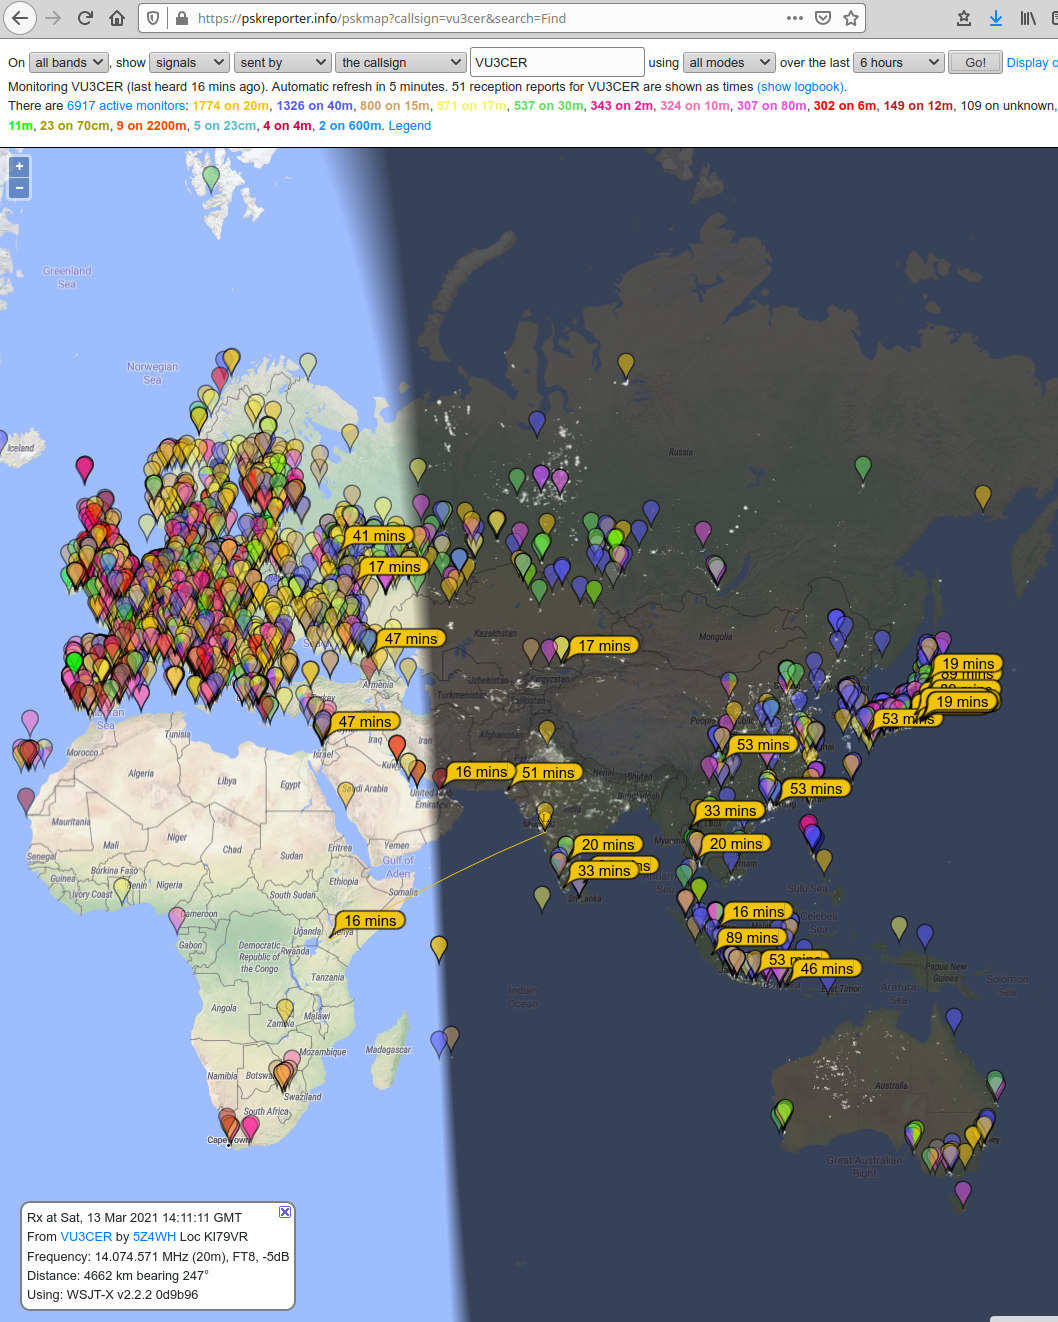 https://pskreporter.info/pskmap?callsign=vu3cer&search=Find
On all bands , show signals sent by the callsign VU3CER using all modes over the last 6 hours Go! Display o
Monitoring VU3CER (last heard 16 mins ago). Automatic refresh in 5 minutes. 51 reception reports for VU3CER are shown as times (show logbook).
There are 6917 active monitors: 1774 on 20m, 1326 on 40m, 800 on 15m, 571 on 17m, 537 on 30m, 343 on 2m, 324 on 10m, 307 on 80m, 302 on 6m, 149 on 12m, 109 on unknown,
11m, 23 on 70cm, 9 on 2200m, 5 on 23cm, 4 on 4m, 2 on 600m. Legend
+
−
Greenland
Sea
Norwegian
Sea
Iceland
Russia
41 mins
17 mins
47 mins
Kazakhstan
17 mins
Mongolia
19 mins
89 mins
19 mins
Uzbekistan
Kyrgyzstan
Turkmenistan
Armenia
Turkey
47 mins
53 mins
53 mins
Tunisia
Morocco
Israel
Iraq
Iran
Afghanistan
16 mins
51 mins
Nepal
Bhutan
Algeria
Libya
Egypt
Saudi Arabia
United Arab
Emirates
53 mins
Bangladesh
India
33 mins
Mauritania
Mali
Niger
Chad
Sudan
Eritrea
Yemen
Myanmar
20 mins
20 mins
Senegal
Gulf of
Aden
33 mins
Guinea
Burkina Faso
Benin
Nigeria
Ivory Coast
South Sudan
Ethiopia
Somalia
Sri Lanka
Sulu Sea
16 mins
Cameroon
16 mins
Celebes
Sea
Uganda
Kenya
Gabon
Democratic
Republic of
the Congo
Rwanda
89 mins
53 mins
46 mins
Tanzania
Papua New
Guinea
Solomon
Sea
East Timor
Arafura
Sea
Indian
Ocean
Angola
Zambia
Malawi
Mozambique
Madagascar
Namibia
Botswana
Swaziland
South Africa
Cape Town
Australia
Great Australian
Bight
Rx at Sat, 13 Mar 2021 14:11:11 GMT
From VU3CER by 5Z4WH Loc KI79VR
Frequency: 14.074.571 MHz (20m), FT8, -5dB
Distance: 4662 km bearing 247°
Using: WSJT-X v2.2.2 0d9b96